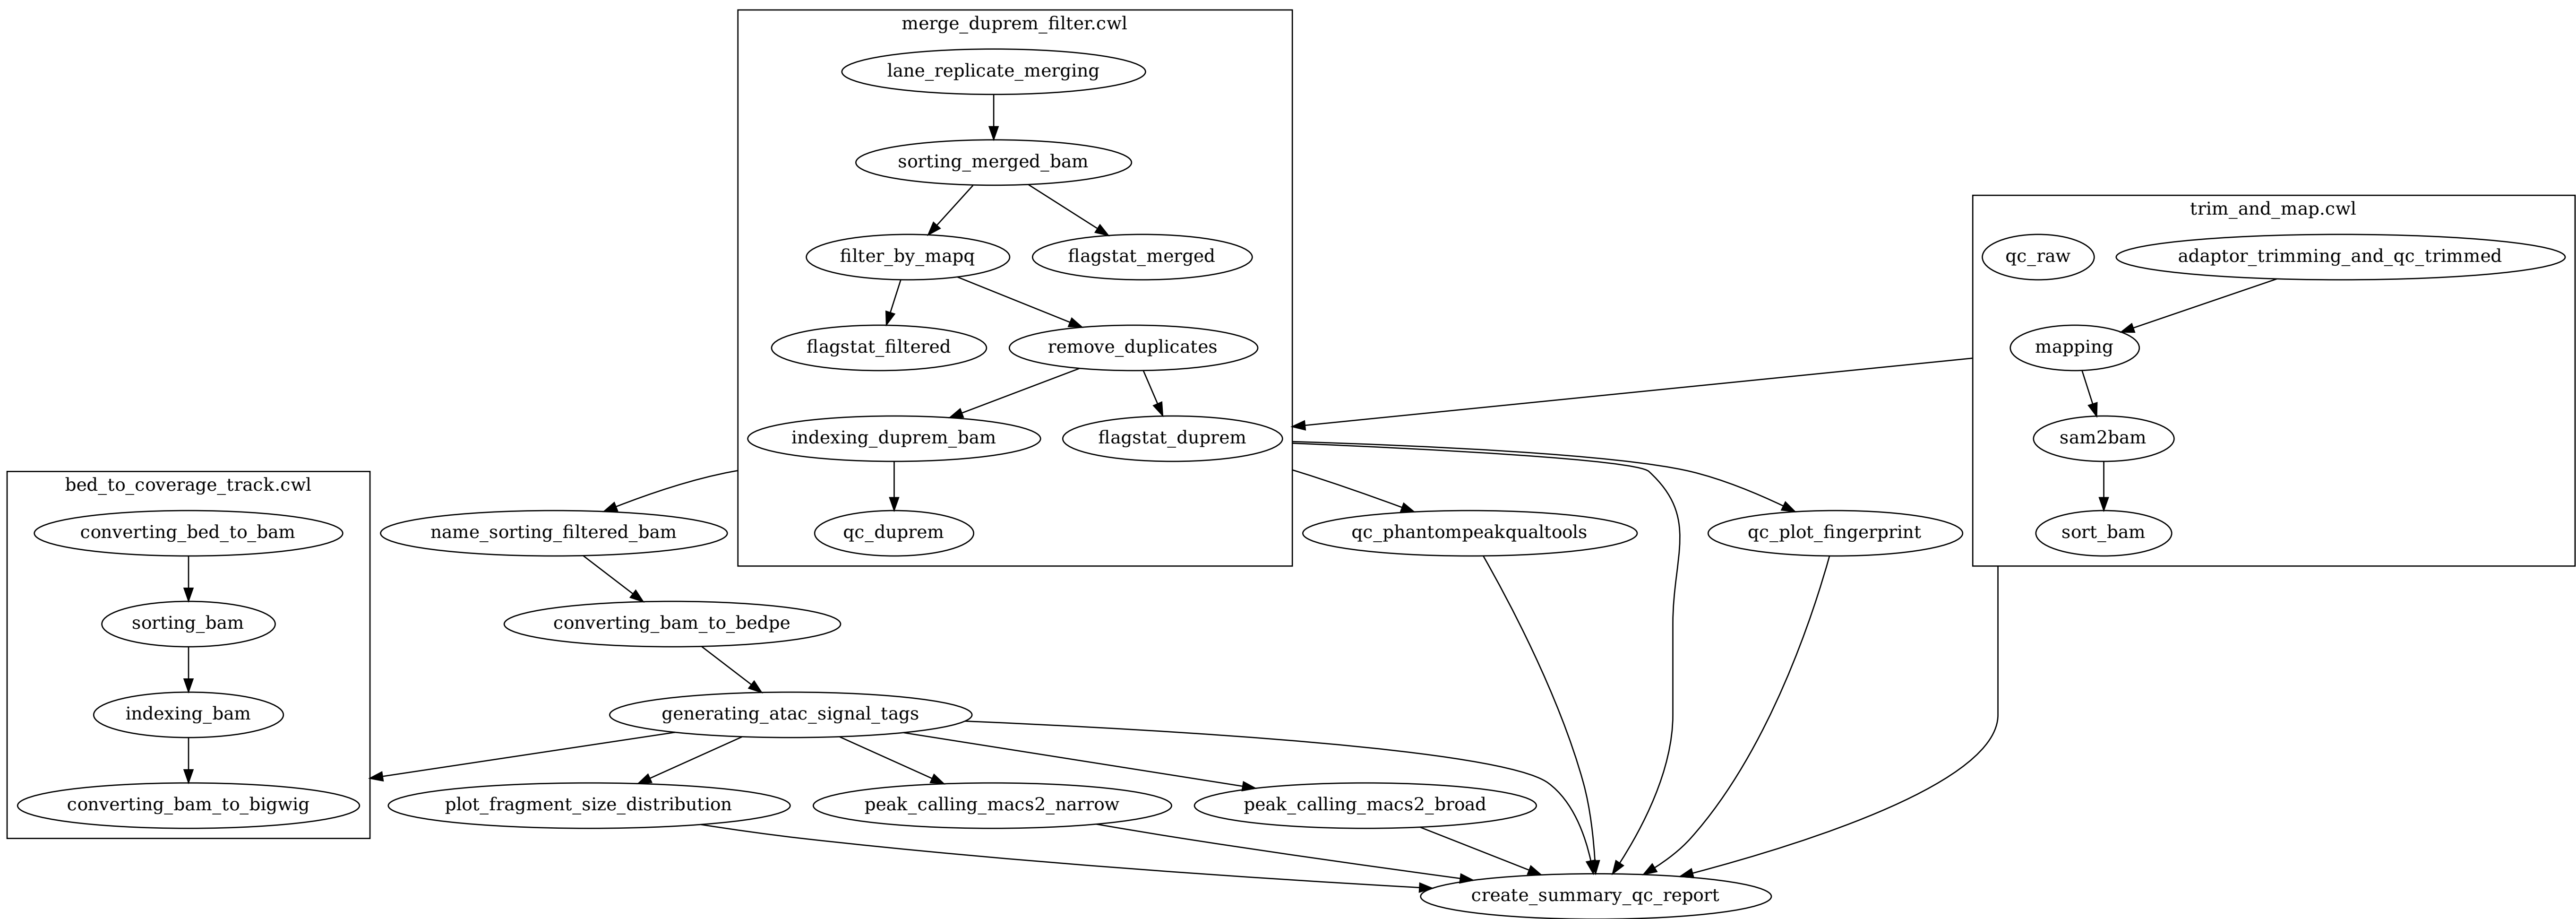 merge_duprem_filter.cwl
lane_replicate_merging
sorting_merged_bam
filter_by_mapq
flagstat_merged
flagstat_filtered
remove_duplicates
indexing_duprem_bam
flagstat_duprem
qc_duprem
trim_and_map.cwl
qc_raw
adaptor_trimming_and_qc_trimmed
mapping
sam2bam
sort_bam
bed_to_coverage_track.cwl
converting_bed_to_bam
sorting_bam
indexing_bam
converting_bam_to_bigwig
name_sorting_filtered_bam
qc_phantompeakqualtools
qc_plot_fingerprint
converting_bam_to_bedpe
generating_atac_signal_tags
plot_fragment_size_distribution
peak_calling_macs2_narrow
peak_calling_macs2_broad
create_summary_qc_report